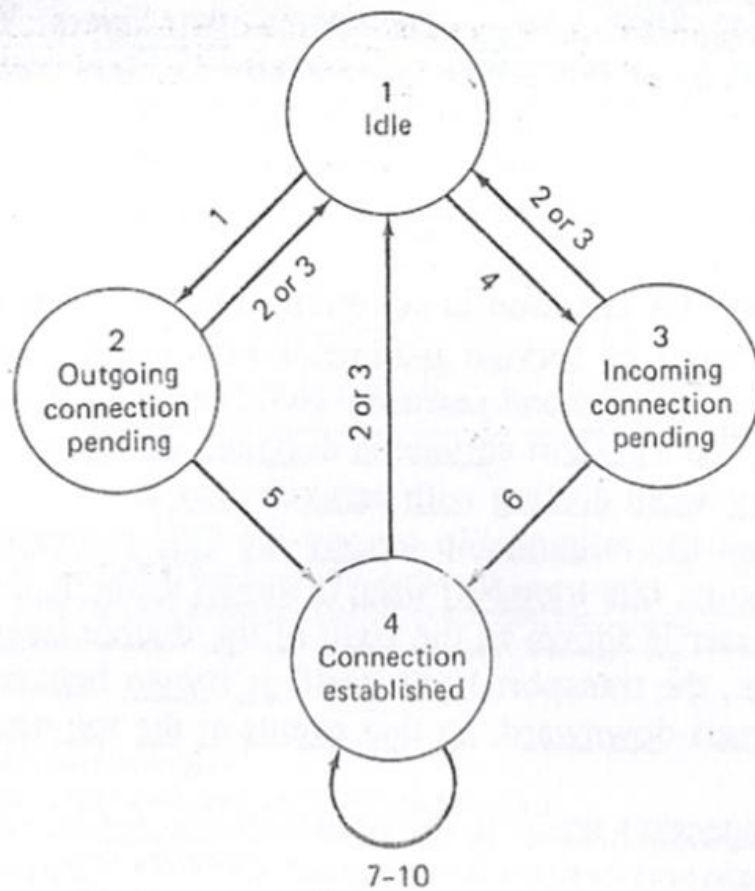 1
Idle
1
2 or 3
2 or 3
4
2
Outgoing
connection
pending
2 or 3
3
Incoming
connection
pending
5
6
4
Connection
established
7-10